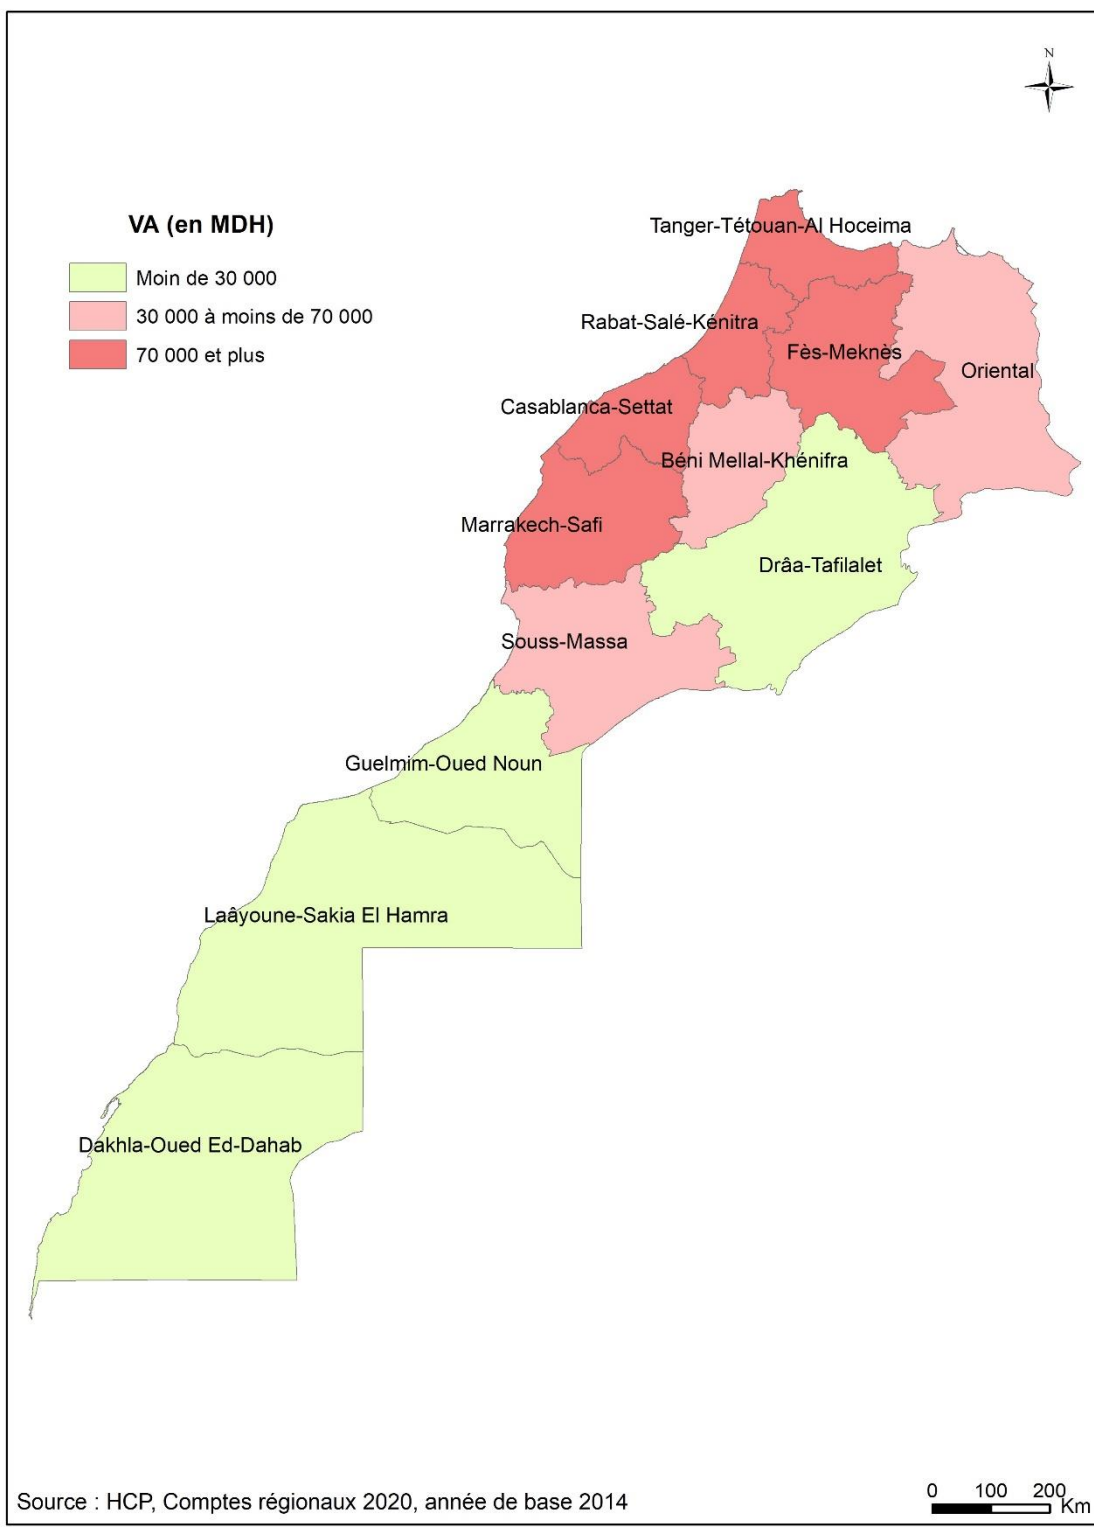 N
VA (en MDH)
Moin de 30 000
30 000 à moins de 70 000
70 000 et plus
Tanger-Tétouan-Al Hoceima
Rabat-Salé-Kénitra
Fès-Meknès
Oriental
Casablanca-Settat
Béni Mellal-Khénifra
Marrakech-Safi
Drâa-Tafilalet
Souss-Massa
Guelmim-Oued Noun
Laâyoune-Sakia El Hamra
Dakhla-Oued Ed-Dahab
Source : HCP, Comptes régionaux 2020, année de base 2014
0 100 200
Km